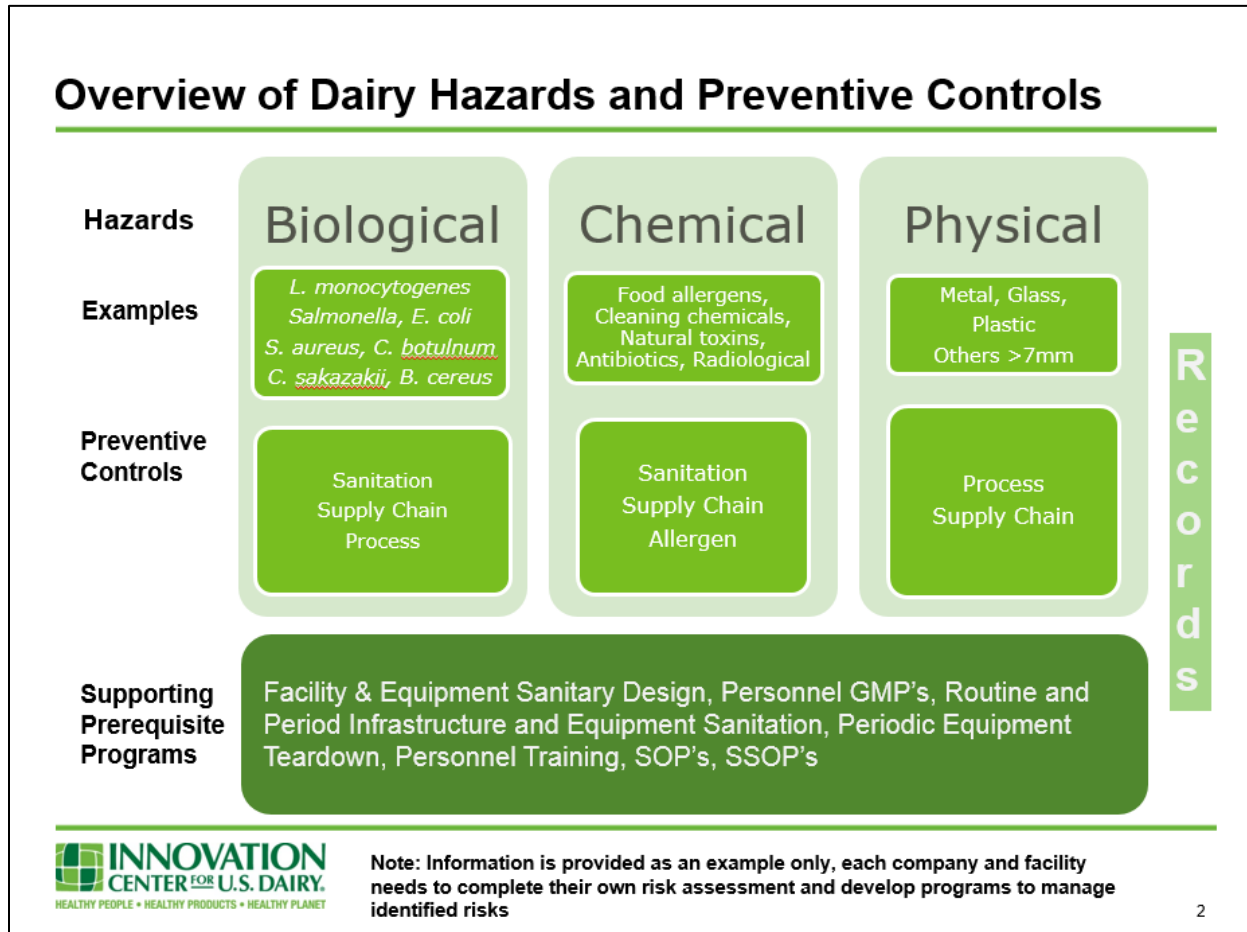 Overview of Dairy Hazards and Preventive Controls
Hazards
Biological
Chemical
Physical
Examples
L. monocytogenes
Salmonella, E. coli
S. aureus, C. botulnum
C. sakazakii, B. cereus
Food allergens,
Cleaning chemicals,
Natural toxins,
Antibiotics, Radiological
Metal, Glass,
Plastic
Others >7mm
Preventive
Controls
Sanitation
Supply Chain
Process
Sanitation
Supply Chain
Allergen
Process
Supply Chain
Records
Supporting
Prerequisite
Programs
Facility & Equipment Sanitary Design, Personnel GMP's, Routine and
Period Infrastructure and Equipment Sanitation, Periodic Equipment
Teardown, Personnel Training, SOP's, SSOP's
INNOVATION
CENTER FOR U.S. DAIRY.
HEALTHY PEOPLE • HEALTHY PRODUCTS • HEALTHY PLANET
Note: Information is provided as an example only, each company and facility
needs to complete their own risk assessment and develop programs to manage
identified risks
2